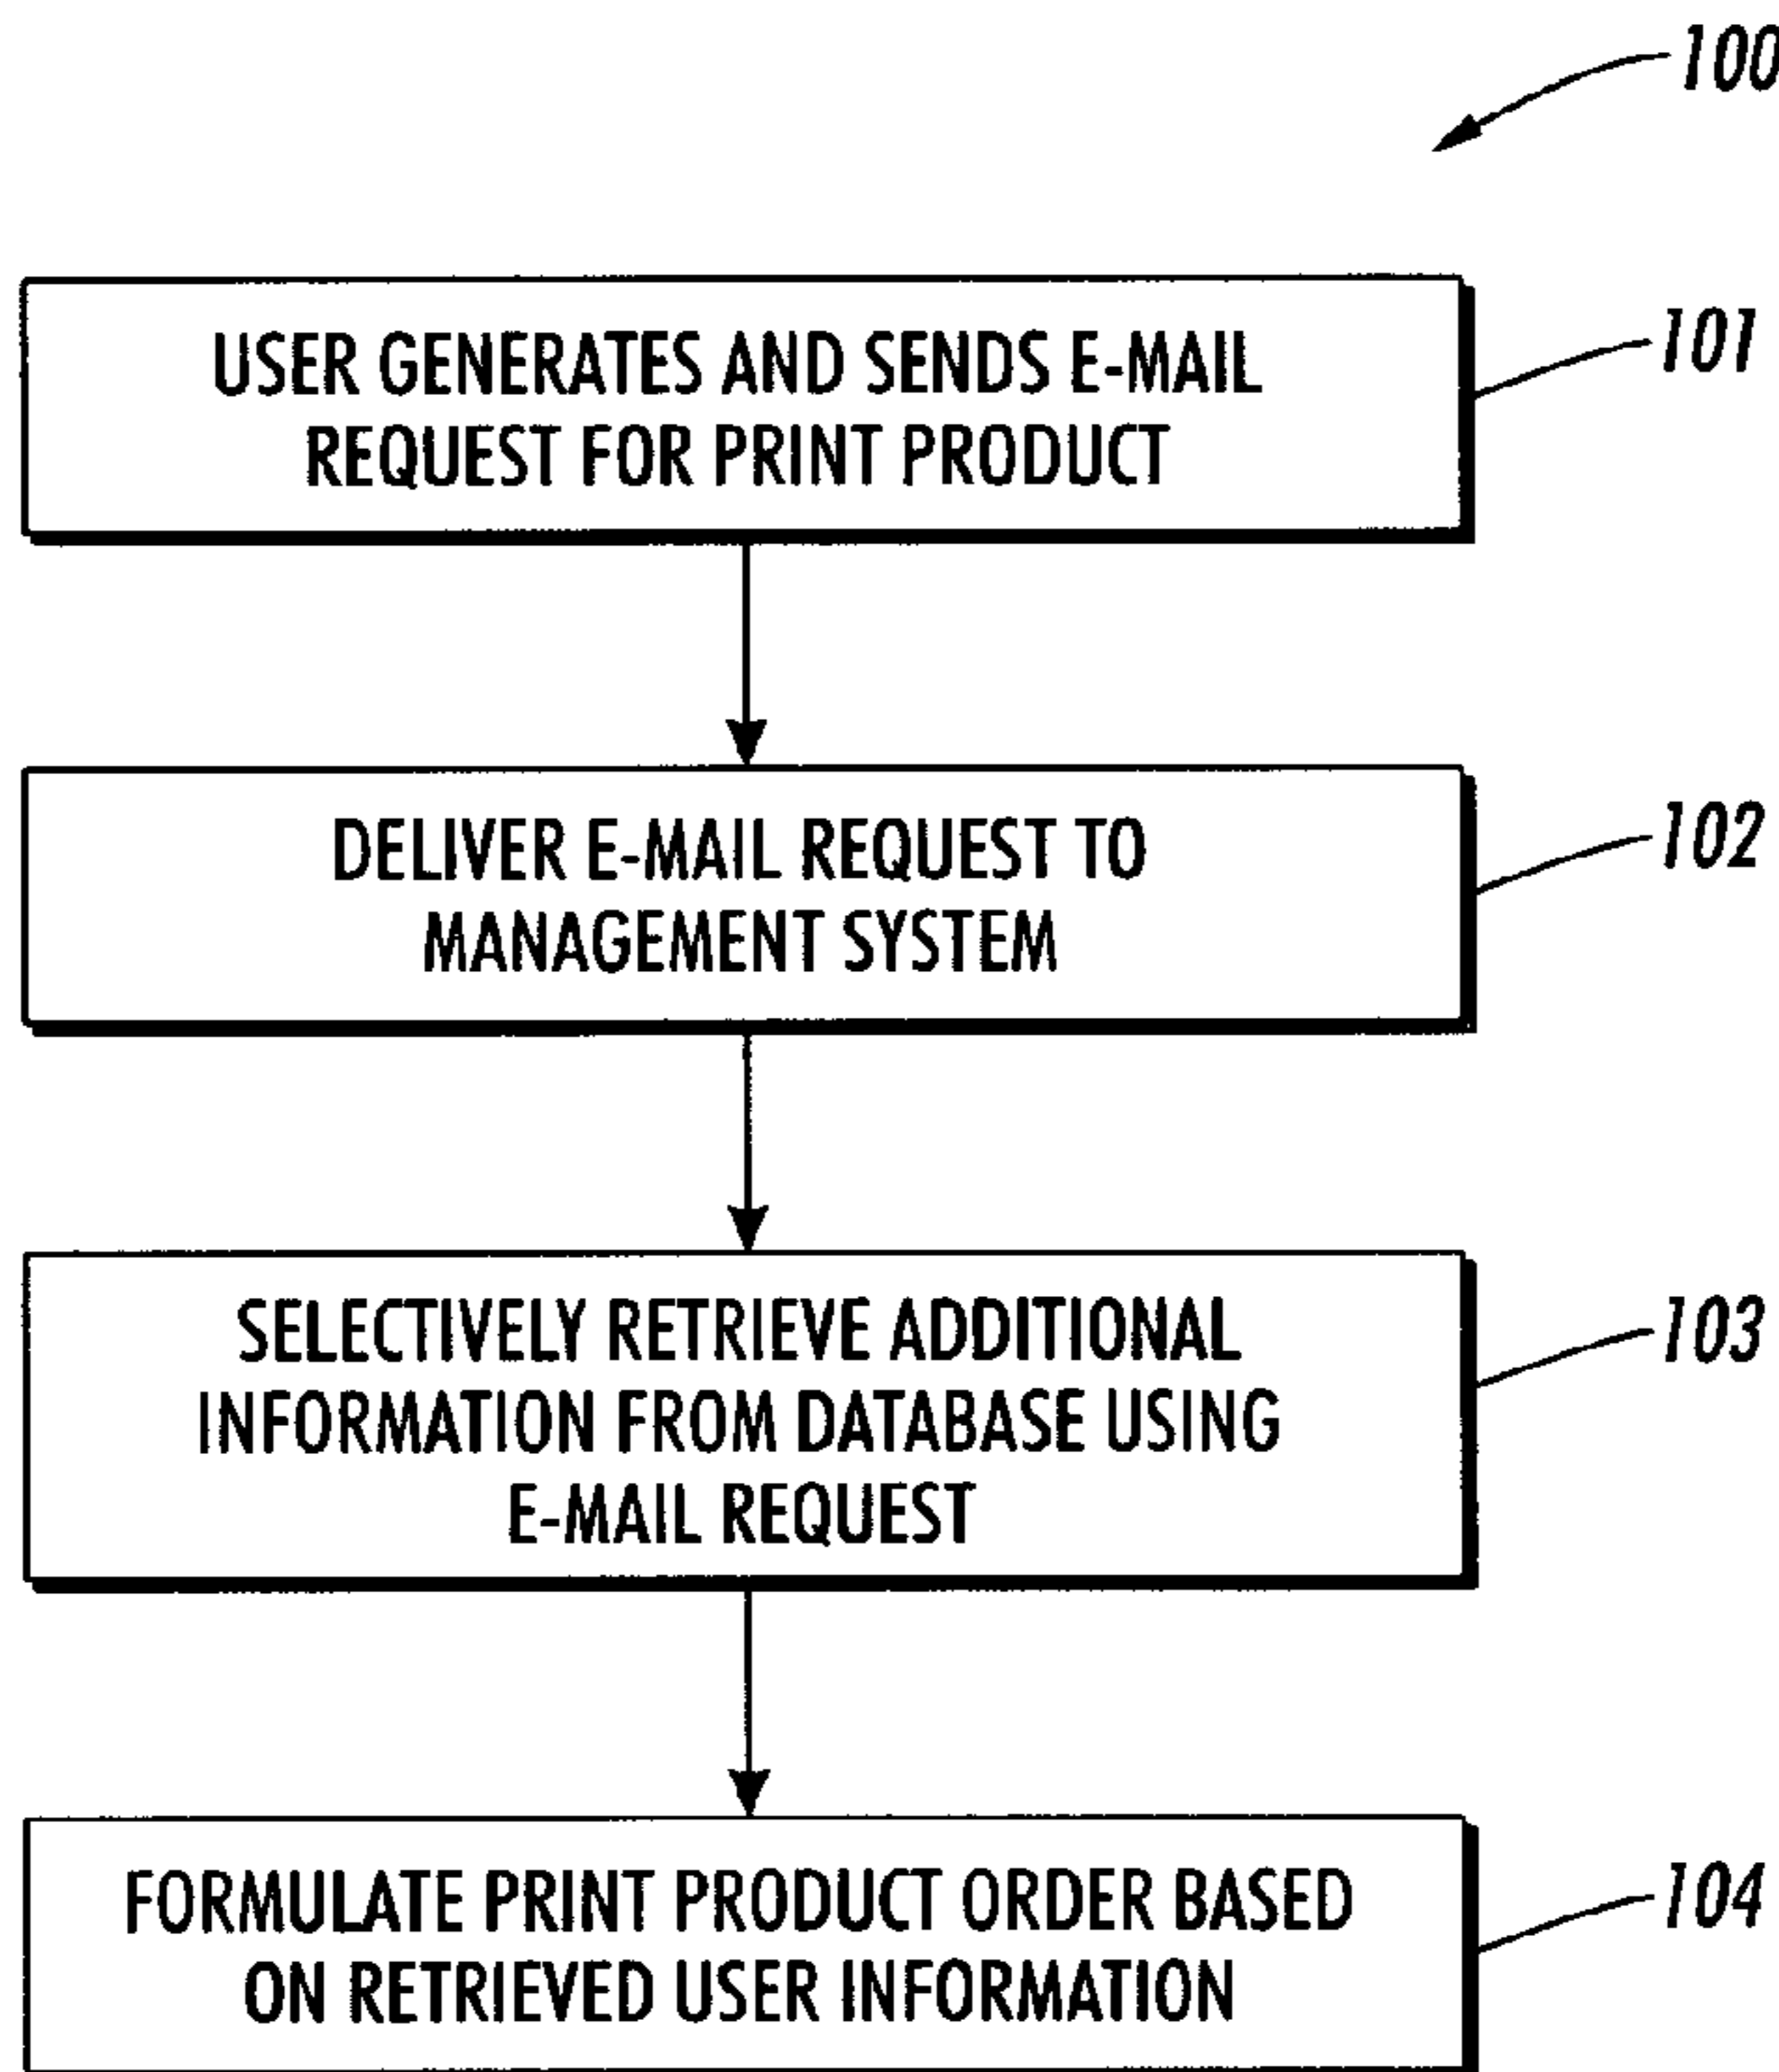 100
USER GENERATES AND SENDS E-MAIL
REQUEST FOR PRINT PRODUCT
101
DELIVER E-MAIL REQUEST TO
MANAGEMENT SYSTEM
102
SELECTIVELY RETRIEVE ADDITIONAL
INFORMATION FROM DATABASE USING
E-MAIL REQUEST
103
FORMULATE PRINT PRODUCT ORDER BASED
ON RETRIEVED USER INFORMATION
104